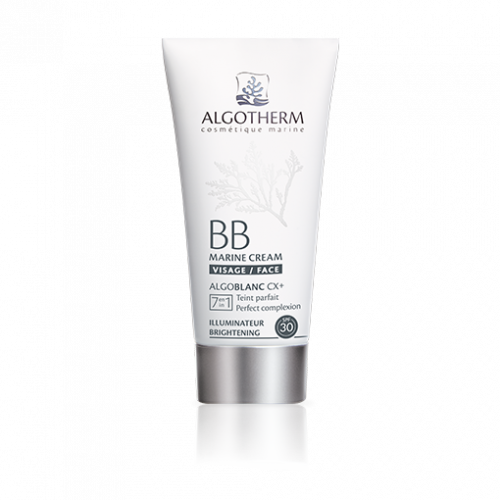 ALGOTHERM
cosmétique marine
BB
MARINE CREAM
VISAGE / FACE
ALGOBLANC CX+
7 en in 1 Teint parfait
Perfect complexion
ILLUMINATEUR
BRIGHTENING
SPF 30